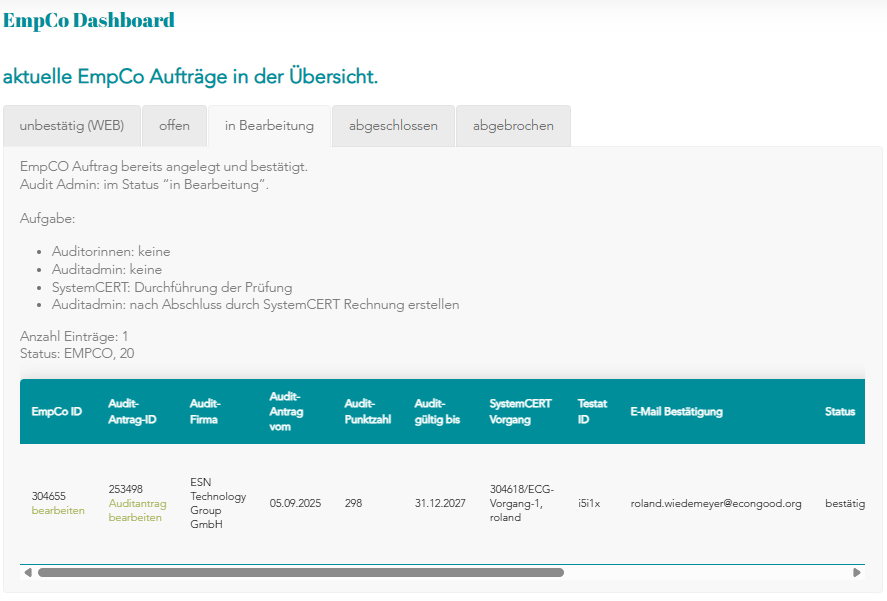 EmpCo Dashboard
aktuelle EmpCo Aufträge in der Übersicht.
unbestätig (WEB) offen in Bearbeitung abgeschlossen abgebrochen
EmpCO Auftrag bereits angelegt und bestätigt.
Audit Admin: im Status “in Bearbeitung”.
Aufgabe:
• Auditorinnen: keine
• Auditadmin: keine
• SystemCERT: Durchführung der Prüfung
• Auditadmin: nach Abschluss durch SystemCERT Rechnung erstellen
Anzahl Einträge: 1
Status: EMPCO, 20
EmpCo ID
Audit-
Antrag-ID
Audit-
Firma
Audit-
Antrag
vom
Audit-
Punktzahl
Audit-
gültig bis
SystemCERT
Vorgang
Testat
ID
E-Mail Bestätigung
Status
304655
bearbeiten
253498
Auditantrag
bearbeiten
ESN
Technology
Group
GmbH
05.09.2025
298
31.12.2027
304618/ECG-
Vorgang-1,
roland
i5i1x
roland.wiedemeyer@econgood.org
bestätig